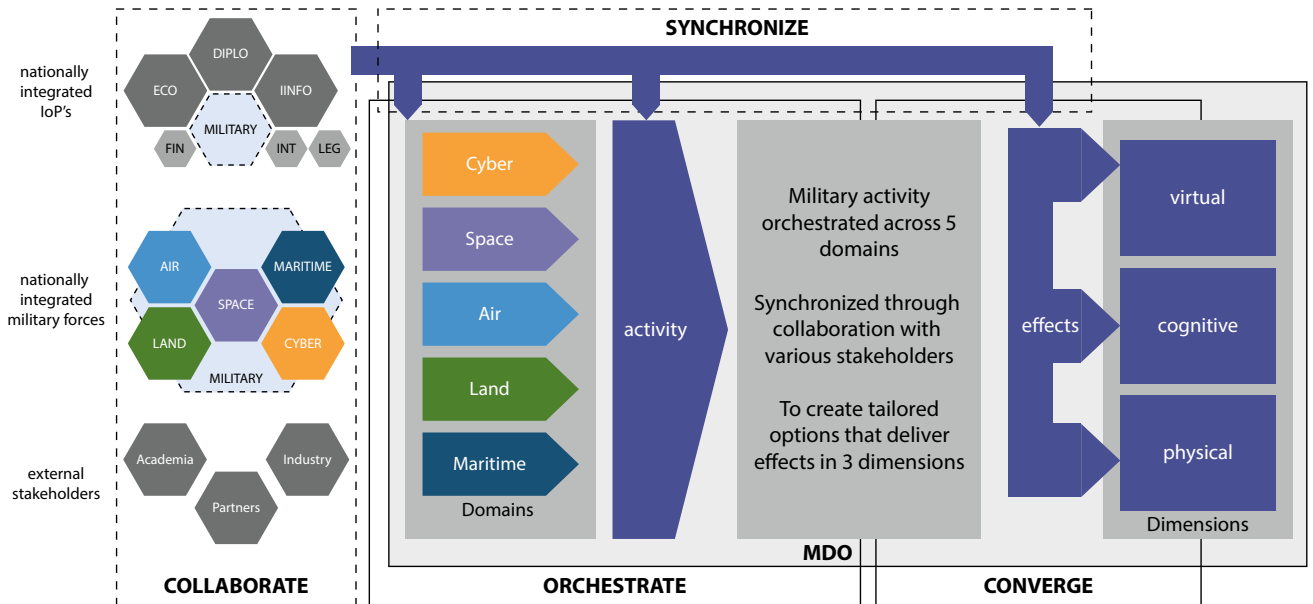 SYNCHRONIZE
nationally
integrated
IoP's
DIPLO
ECO
IINFO
MILITARY
FIN
INT
LEG
nationally
integrated
military forces
AIR
MARITIME
SPACE
LAND
CYBER
MILITARY
external
stakeholders
Academia
Industry
Partners
COLLABORATE
Cyber
Space
Air
Land
Maritime
Domains
activity
Military activity
orchestrated across 5
domains
Synchronized through
collaboration with
various stakeholders
To create tailored
options that deliver
effects in 3 dimensions
effects
virtual
cognitive
physical
Dimensions
MDO
ORCHESTRATE
CONVERGE